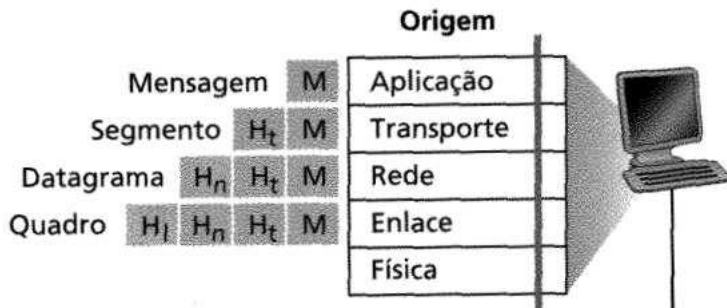 Origem
Mensagem M Aplicação
Segmento Ht M Transporte
Datagrama Hn Ht M Rede
Quadro Hl Hn Ht M Enlace
Física